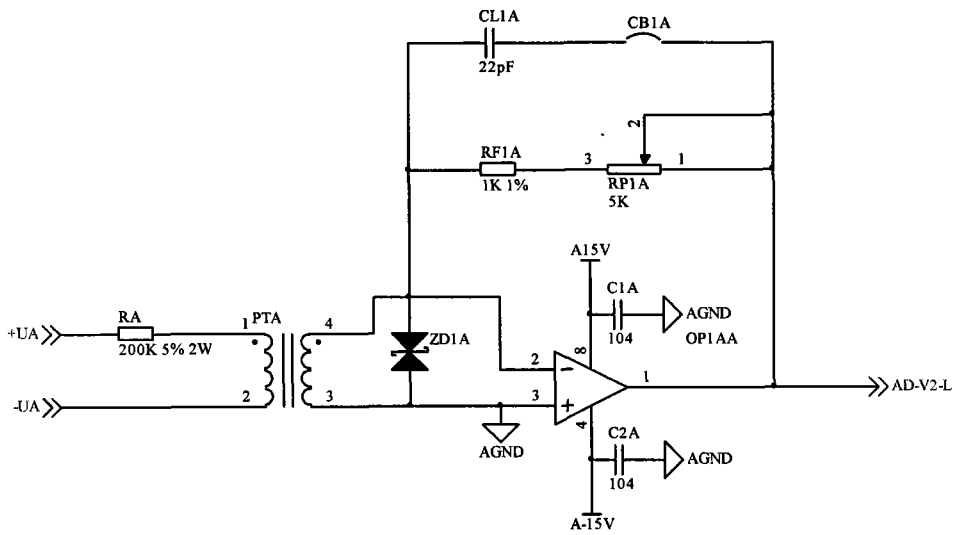 CL1A
CB1A
22pF
2
RF1A
3
1
1K 1%
RP1A
5K
A15V
C1A
AGND
104
OP1AA
8
+UA
RA
1
PTA
4
200K 5% 2W
ZD1A
2
-
1
AD-V2-L
-UA
2
3
3
+
4
AGND
C2A
AGND
104
A-15V